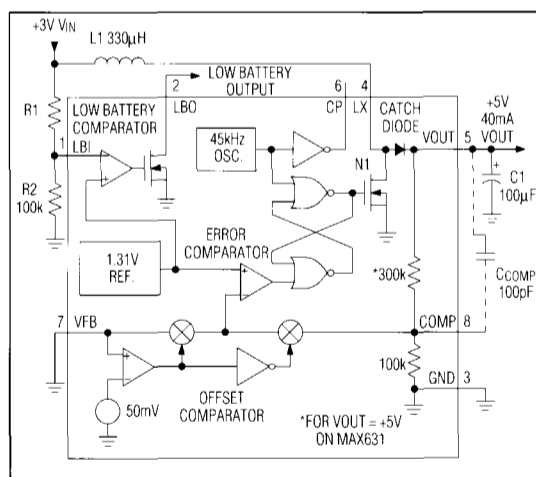 +3V VIN
L1 330μH
2
LOW BATTERY
OUTPUT
6
4
LOW BATTERY
COMPARATOR
LBO
CP
LX
CATCH
DIODE
+5V
40mA
VOUT
VOUT
5
R1
1
LBI
45kHz
OSC.
N1
+
C1
100μF
R2
100k
+
1.31V
REF.
ERROR
COMPARATOR
+
*300k
CCOMP
100pF
7
VFB
COMP
8
+
100k
GND
3
50mV
OFFSET
COMPARATOR
*FOR VOUT = +5V
ON MAX631